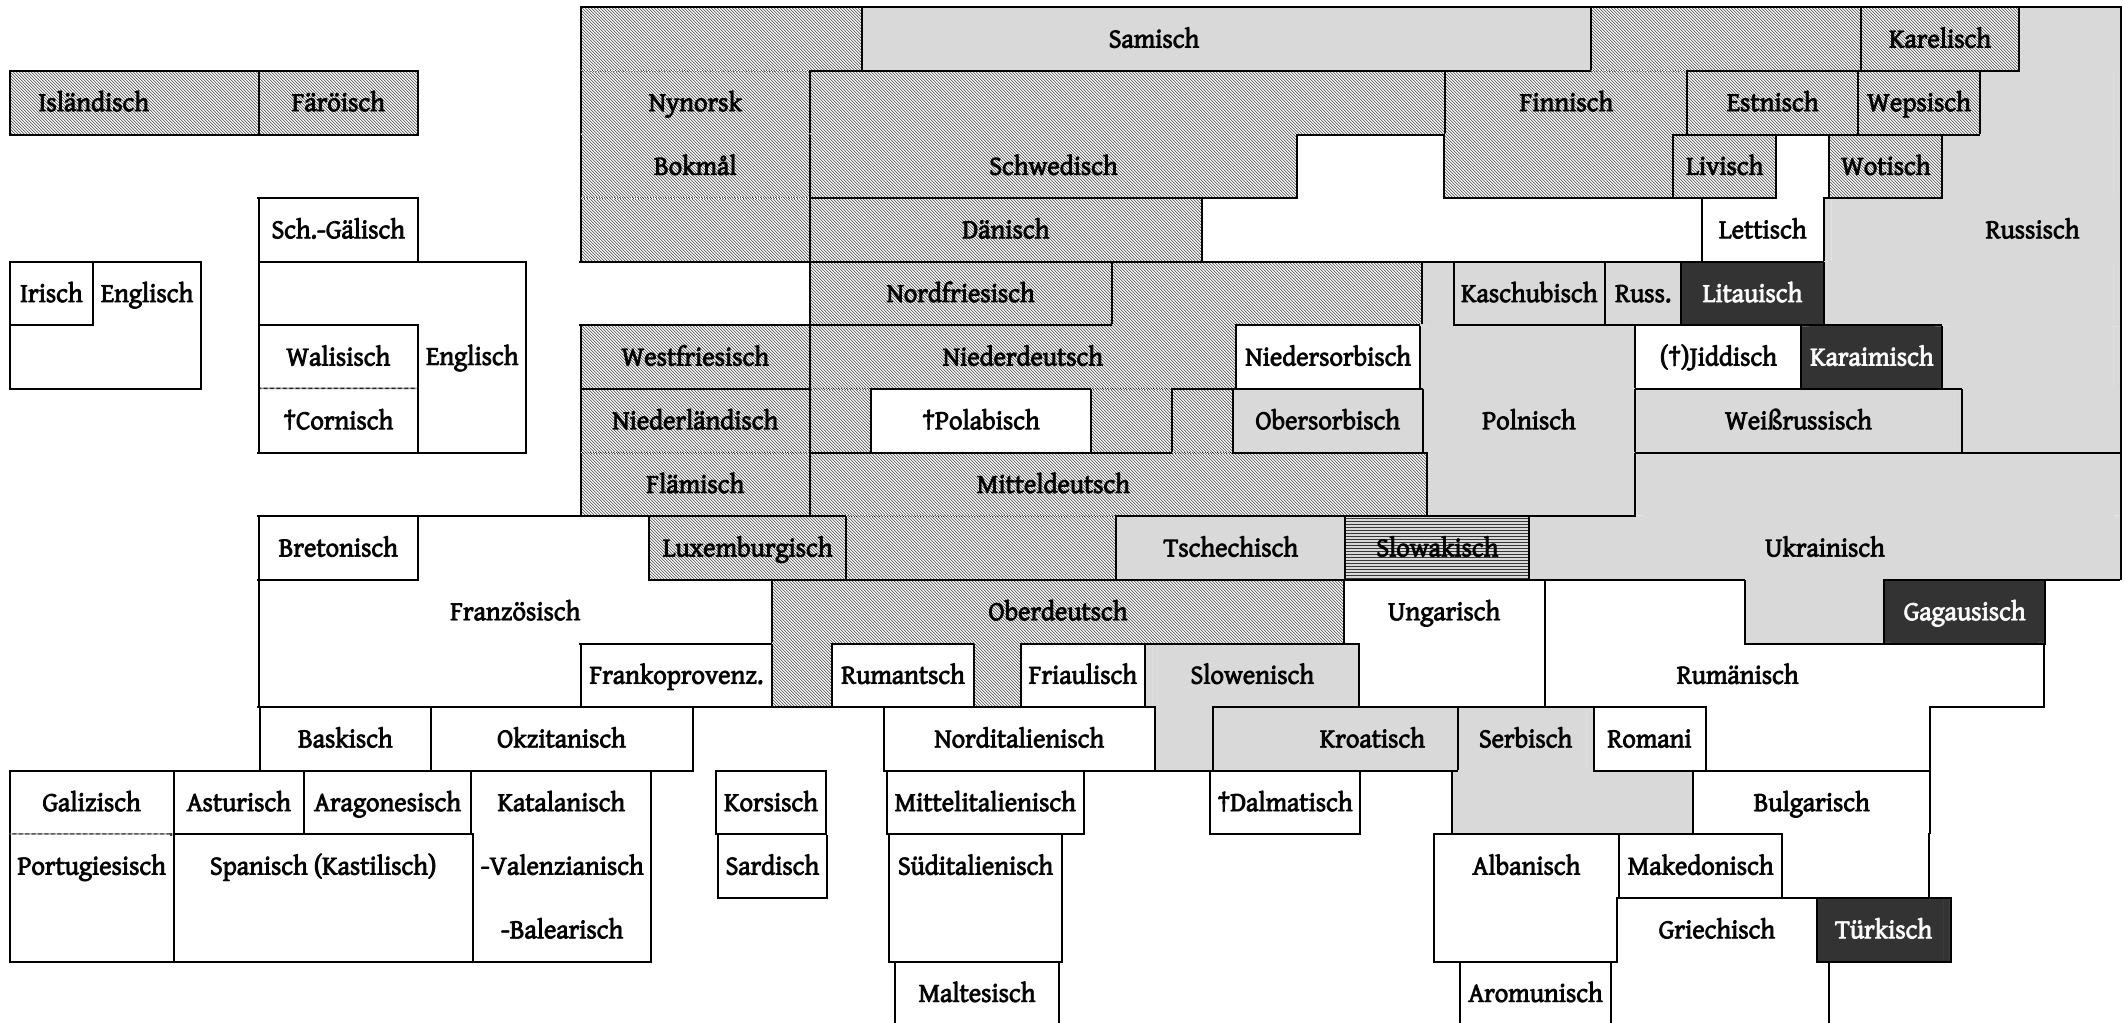 Samisch Karelisch
Isländisch Färöisch Nynorsk Finnisch Estnisch Wepsisch
Bokmål Schwedisch Livisch Wotisch
Sch.-Gälisch Dänisch Lettisch Russisch
Irisch Englisch Nordfriesisch Kaschubisch Russ. Litauisch
Walisisch Englisch Westfriesisch Niederdeutsch Niedersorbisch (†)Jiddisch Karaimisch
†Cornisch Niederländisch †Polabisch Obersorbisch Polnisch Weißrussisch
Flämisch Mitteldeutsch
Bretonisch Luxemburgisch Tschechisch Slowakisch Ukrainisch
Französisch Oberdeutsch Ungarisch Gagausisch
Frankoprovenz. Rumantsch Friaulisch Slowenisch Rumänisch
Baskisch Okzitanisch Norditalienisch Kroatisch Serbisch Romani
Galizisch Asturisch Aragonesisch Katalanisch Korsisch Mittelitalienisch †Dalmatisch Bulgarisch
Portugiesisch Spanisch (Kastilisch) -Valenzianisch Sardisch Süditalienisch Albanisch Makedonisch
-Balearisch Griechisch Türkisch
Maltesisch Aromunisch